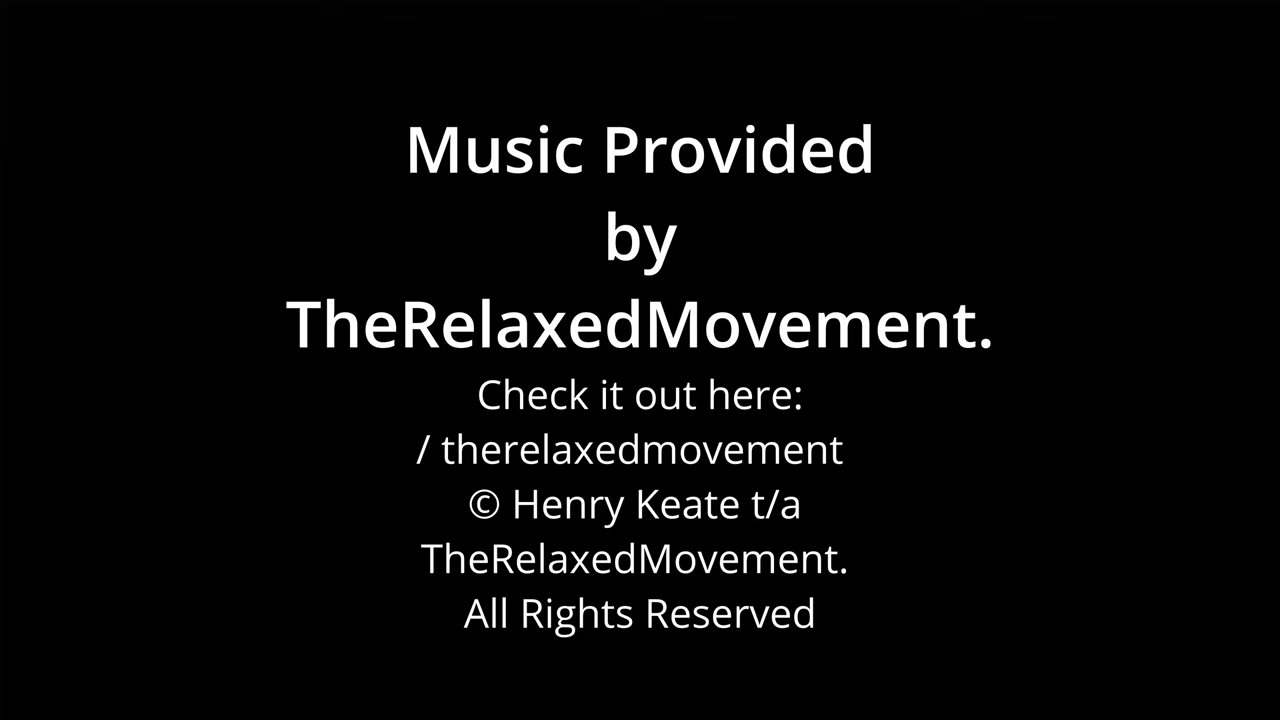 Music Provided
by
TheRelaxedMovement.
Check it out here:
/ therelaxedmovement
© Henry Keate t/a
TheRelaxedMovement.
All Rights Reserved